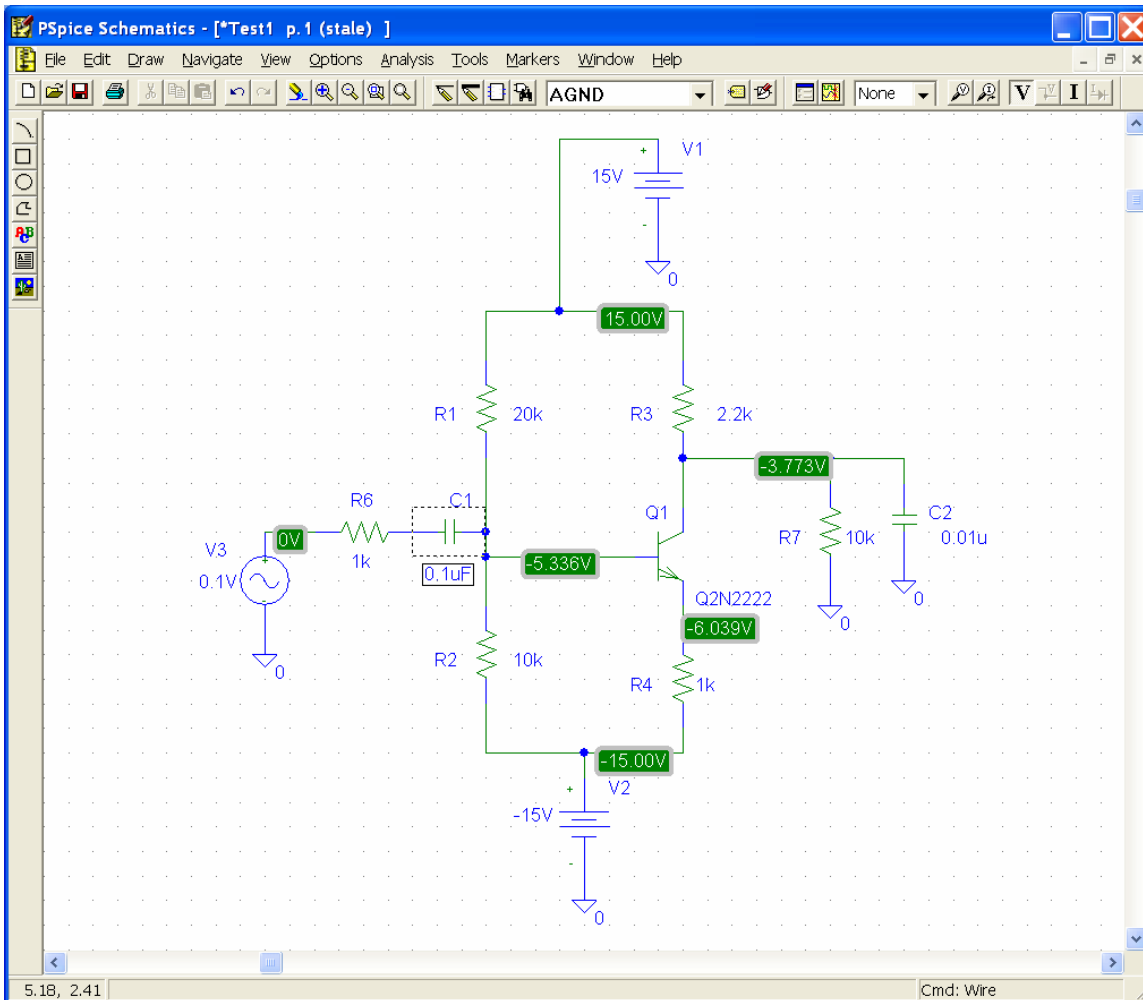 PSpice Schematics - [*Test1 p.1 (stale) ]
File Edit Draw Navigate View Options Analysis Tools Markers Window Help
AGND
None
V
I
V1
+
15V
-
0
15.00V
R1
20k
R3
2.2k
-3.773V
R6
C1
Q1
C2
0.01u
R7
10k
0V
V3
+
0.1V
-
1k
0.1uF
-5.336V
Q2N2222
0
0
-6.039V
R2
10k
0
R4
1k
-15.00V
V2
+
-15V
-
0
5.18, 2.41
Cmd: Wire